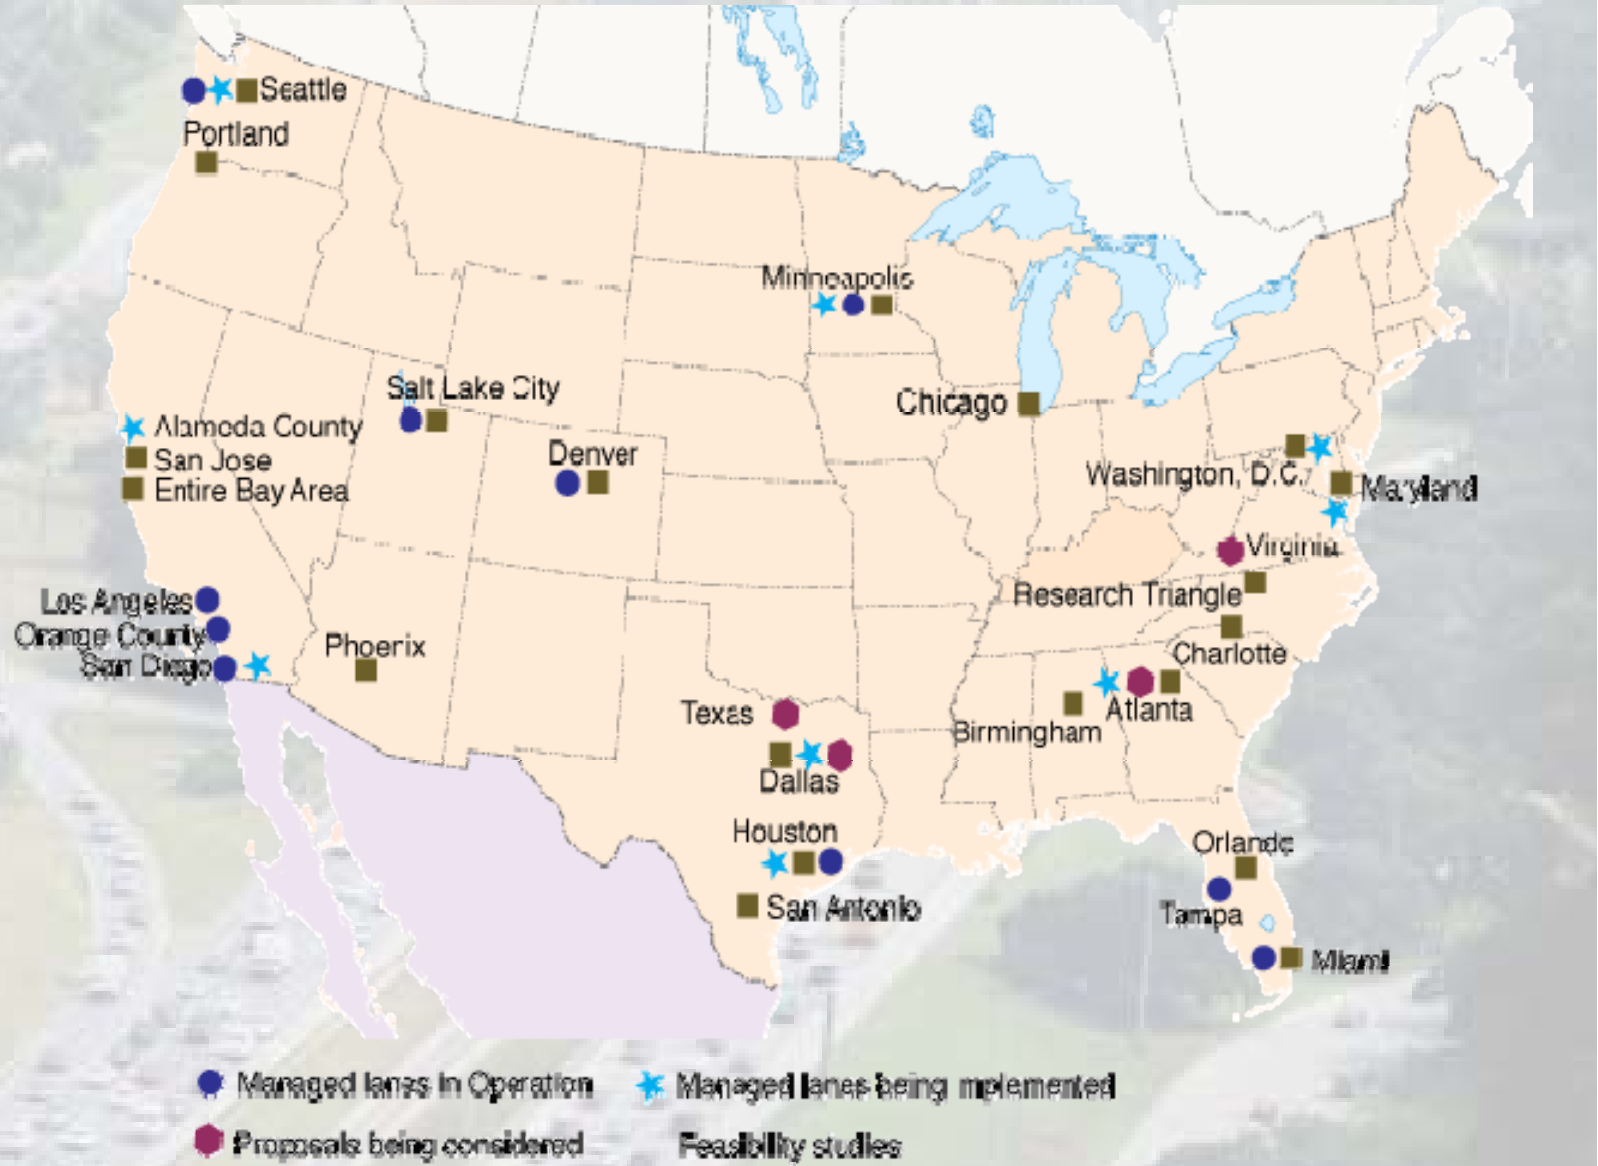 Seattle
Portland
Minneapolis
Salt Lake City
Chicago
Alameda County
Denver
San Jose
Washington, D.C.
Entire Bay Area
Maryland
Virginia
Research Triangle
Los Angeles
Orange County
Phoerix
Charlotte
San Diego
Texas
Atlanta
Birmingham
Dallas
Houston
Orlando
San Antonio
Tampa
Miami
Managed lanes in Operation
Managed lanes being mplemented
Proposals being considered
Feasibility studies